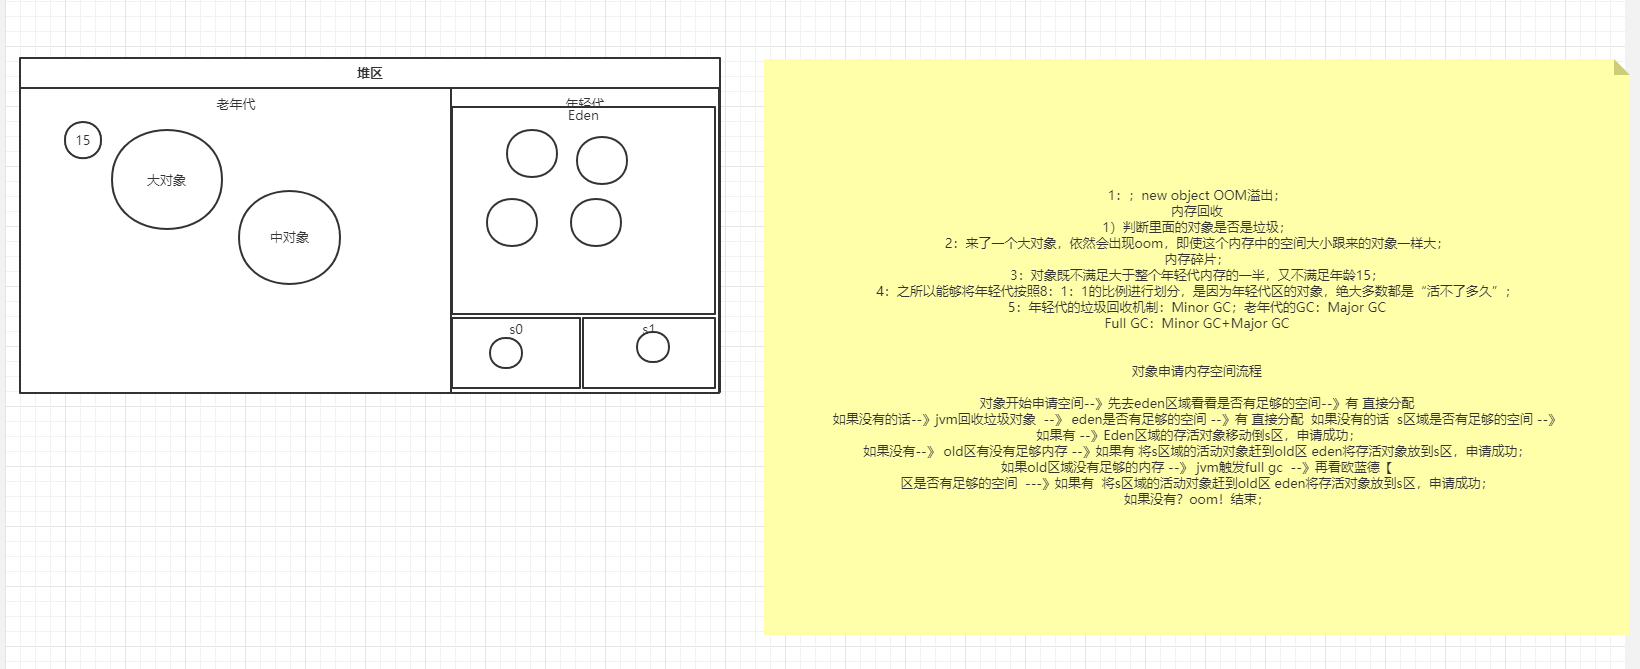 堆区
老年代
年轻代
Eden
15
大对象
中对象
s0
s1
1：；new object OOM溢出；
内存回收
1）判断里面的对象是否是垃圾；
2：来了一个大对象，依然会出现oom，即使这个内存中的空间大小跟来的对象一样大；
内存碎片；
3：对象既不满足大于整个年轻代内存的一半，又不满足年龄15；
4：之所以能够将年轻代按照8：1：1的比例进行划分，是因为年轻代区的对象，绝大多数都是“活不了多久”；
5：年轻代的垃圾回收机制：Minor GC；老年代的GC：Major GC
Full GC：Minor GC+Major GC
对象申请内存空间流程
对象开始申请空间--》先去eden区域看看是否有足够的空间--》有 直接分配
如果没有的话--》jvm回收垃圾对象 --》 eden是否有足够的空间 --》有 直接分配 如果没有的话 s区域是否有足够的空间 --》
如果有 --》Eden区域的存活对象移动倒s区，申请成功；
如果没有--》 old区有没有足够内存 --》如果有 将s区域的活动对象赶到old区 eden将存活对象放到s区，申请成功；
如果old区域没有足够的内存 --》 jvm触发full gc --》再看欧蓝德【
区是否有足够的空间 ---》如果有 将s区域的活动对象赶到old区 eden将存活对象放到s区，申请成功；
如果没有？oom！结束；